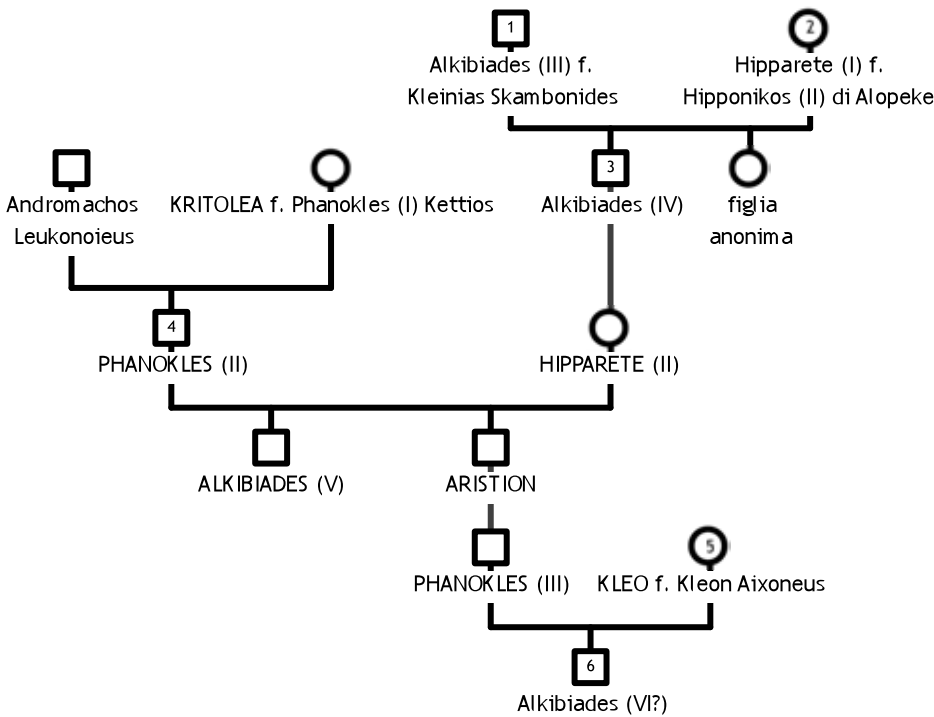 1
2
Alkibiades (III) f.
Kleinias Skambonides
Hipparete (I) f.
Hipponikos (II) di Alopeke
3
Andromachos
Leukonoieus
KRITOLEA f. Phanokles (I) Kettios
Alkibiades (IV)
figlia
anonima
4
PHANOKLES (II)
HIPPARETE (II)
ALKIBIADES (V)
ARISTION
5
PHANOKLES (III)
KLEO f. Kleon Aixoneus
6
Alkibiades (VI?)